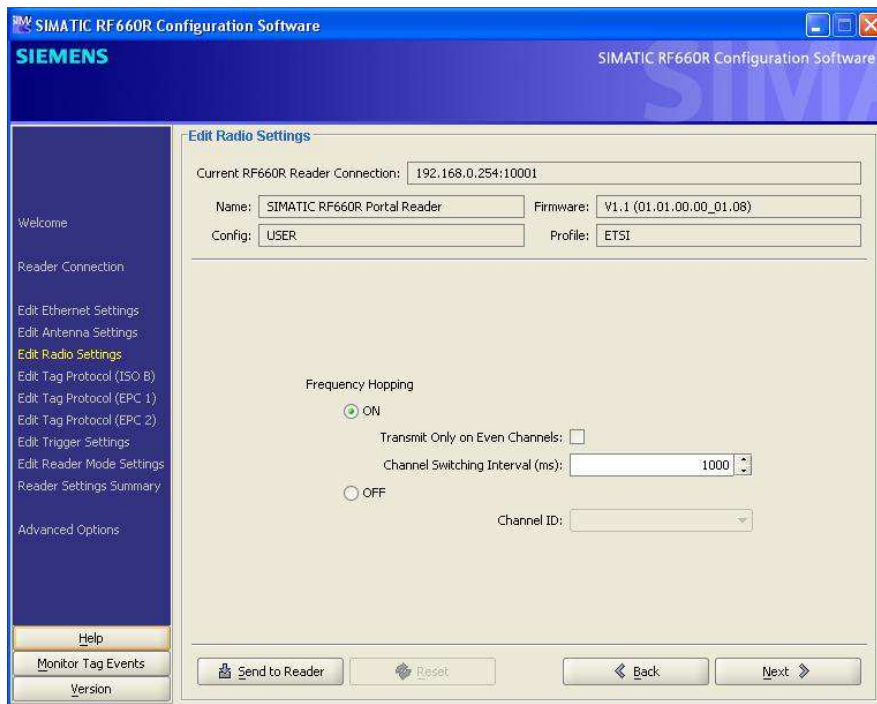 SIMATIC RF660R Configuration Software
SIEMENS
SIMATIC RF660R Configuration Software
Welcome
Reader Connection
Edit Ethernet Settings
Edit Antenna Settings
Edit Radio Settings
Edit Tag Protocol (ISO B)
Edit Tag Protocol (EPC 1)
Edit Tag Protocol (EPC 2)
Edit Trigger Settings
Edit Reader Mode Settings
Reader Settings Summary
Advanced Options
Help
Monitor Tag Events
Version
Edit Radio Settings
Current RF660R Reader Connection: 192.168.0.254:10001
Name: SIMATIC RF660R Portal Reader Firmware: V1.1 (01.01.00.00_01.08)
Config: USER Profile: ETSI
Frequency Hopping
ON
Transmit Only on Even Channels:
Channel Switching Interval (ms): 1000
OFF
Channel ID:
Send to Reader Reset Back Next